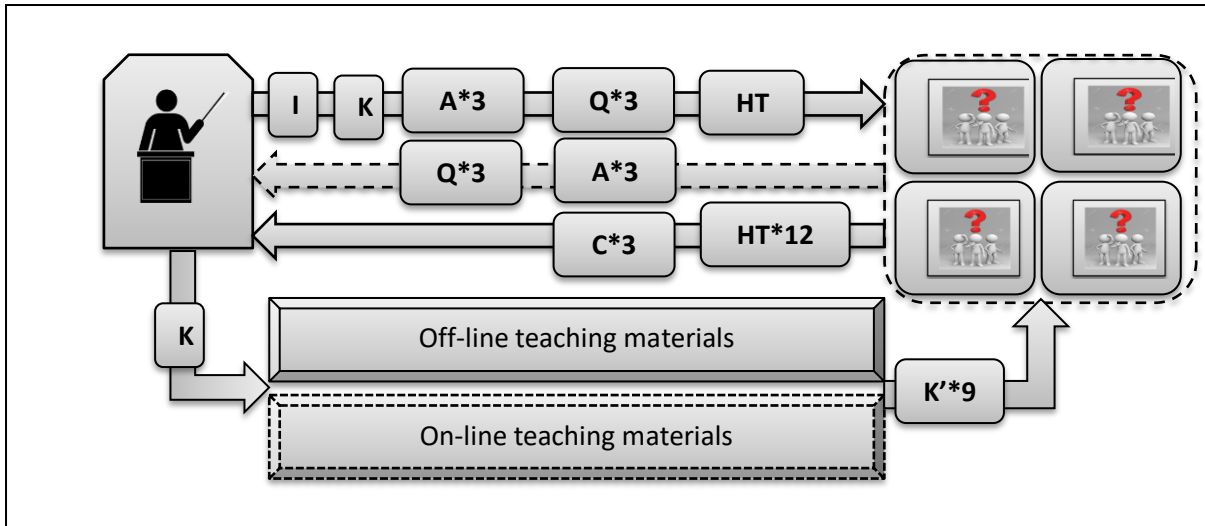 I
K
A*3
Q*3
HT
Q*3
A*3
C*3
HT*12
K
Off-line teaching materials
K’*9
On-line teaching materials